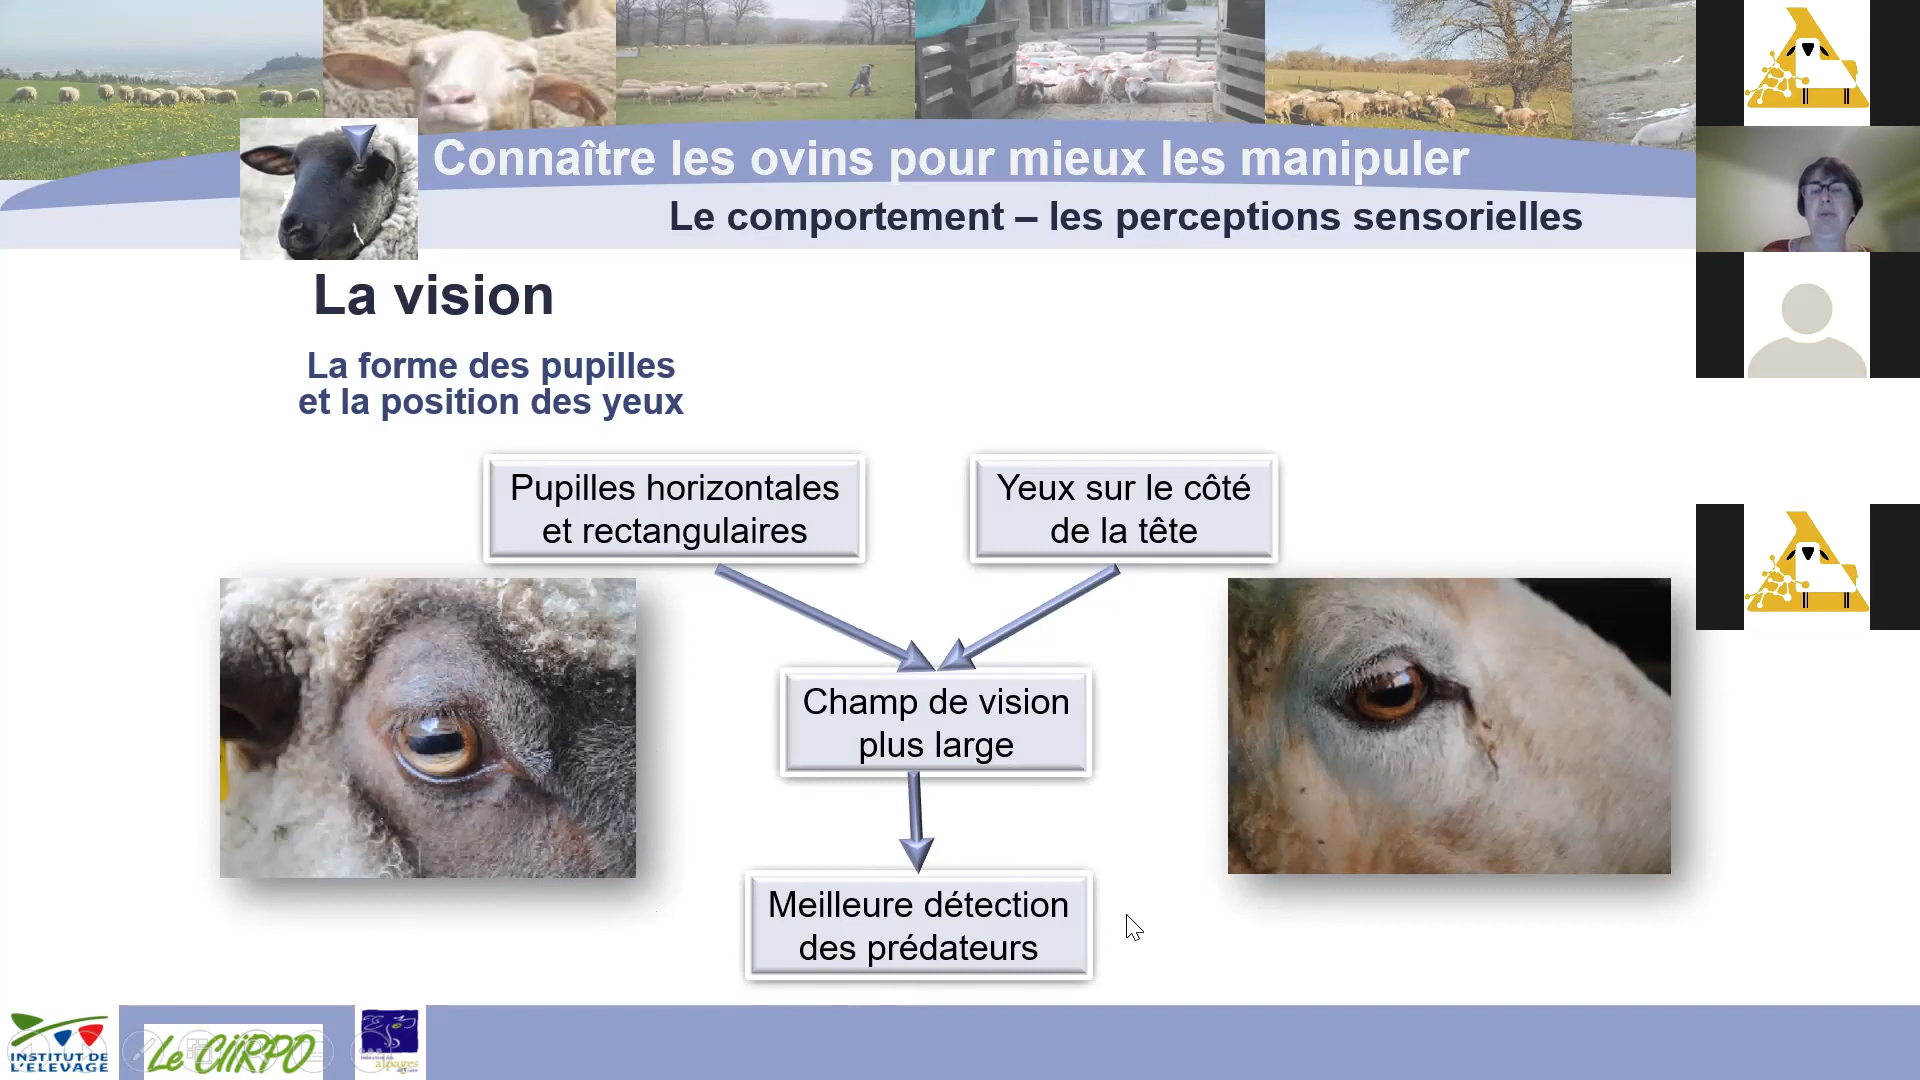 Connaître les ovins pour mieux les manipuler
Le comportement – les perceptions sensorielles
La vision
La forme des pupilles
et la position des yeux
Pupilles horizontales
et rectangulaires
Yeux sur le côté
de la tête
Champ de vision
plus large
Meilleure détection
des prédateurs
INSTITUT DE
L'ELEVAGE
Le CIIRPO
alpages